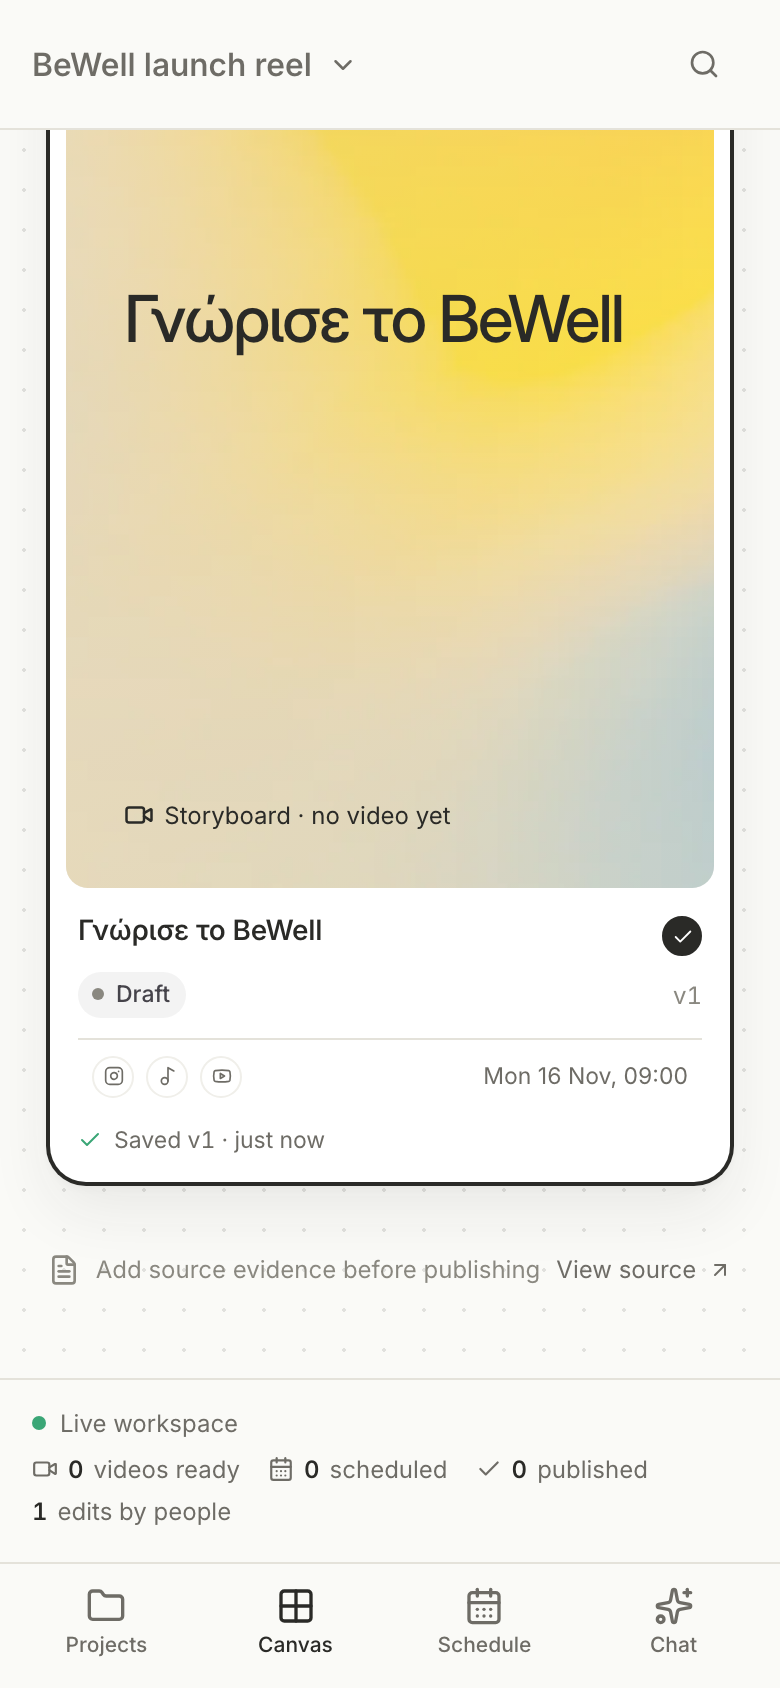 BeWell launch reel
Γνώρισε το BeWell
Storyboard · no video yet
Γνώρισε το BeWell
Draft
v1
Mon 16 Nov, 09:00
Saved v1 · just now
Add source evidence before publishing View source
Live workspace
0 videos ready 0 scheduled 0 published
1 edits by people
Projects Canvas Schedule Chat